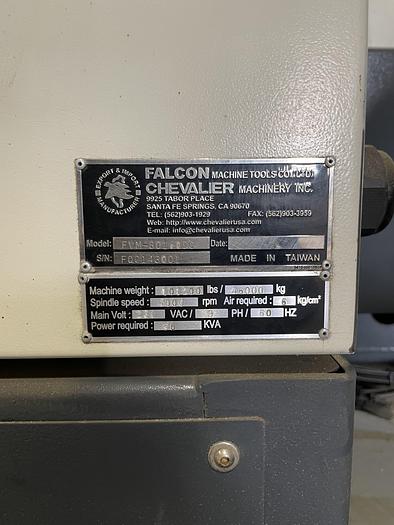 EXPORT & IMPORT
MANUFACTURER
FALCON MACHINE TOOLS CO., LTD.
CHEVALIER MACHINERY INC.
9925 TABOR PLACE
SANTA FE SPRINGS, CA 90670
TEL: (562)903-1929 FAX: (562)903-3959
Web: http://www.chevalierusa.com
E-mail: info@chevalierusa.com
Model: Date:
S/N: MADE IN TAIWAN
Machine weight: lbs / kg
Spindle speed: rpm Air required: 6 kg/cm²
Main Volt: VAC / PH / 60 HZ
Power required: KVA